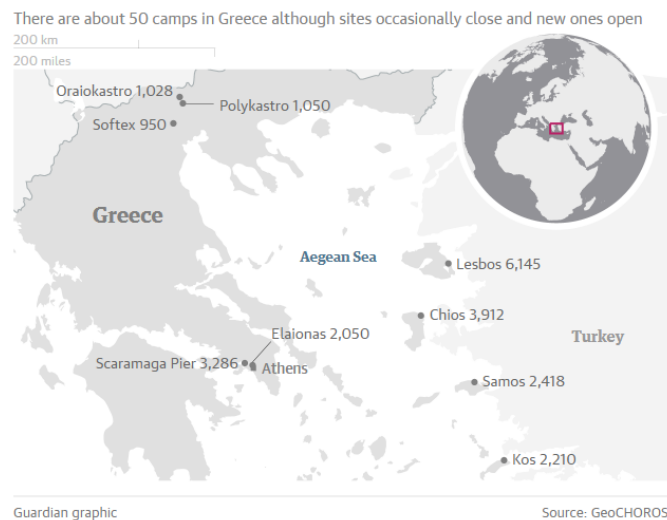 There are about 50 camps in Greece although sites occasionally close and new ones open
200 km
200 miles
Oraiokastro 1,028
Polykastro 1,050
Softex 950
Greece
Aegean Sea
Lesbos 6,145
Chios 3,912
Elaionas 2,050
Turkey
Scaramaga Pier 3,286
Athens
Samos 2,418
Kos 2,210
Guardian graphic
Source: GeoCHOROS